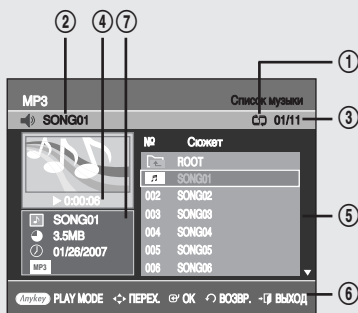 ② ④ ⑦
①
MP3 Список музыки
SONG01 01/11
③
№ Сюжет
ROOT
SONG01
0:00:06
002 SONG02
SONG01
003 SONG03
⑤
3.5MB
004 SONG04
01/26/2007
005 SONG05
MP3
006 SONG06
Anykey PLAY MODE ПЕРЕХ. OK ВОЗВР. ВЫХОД
⑥